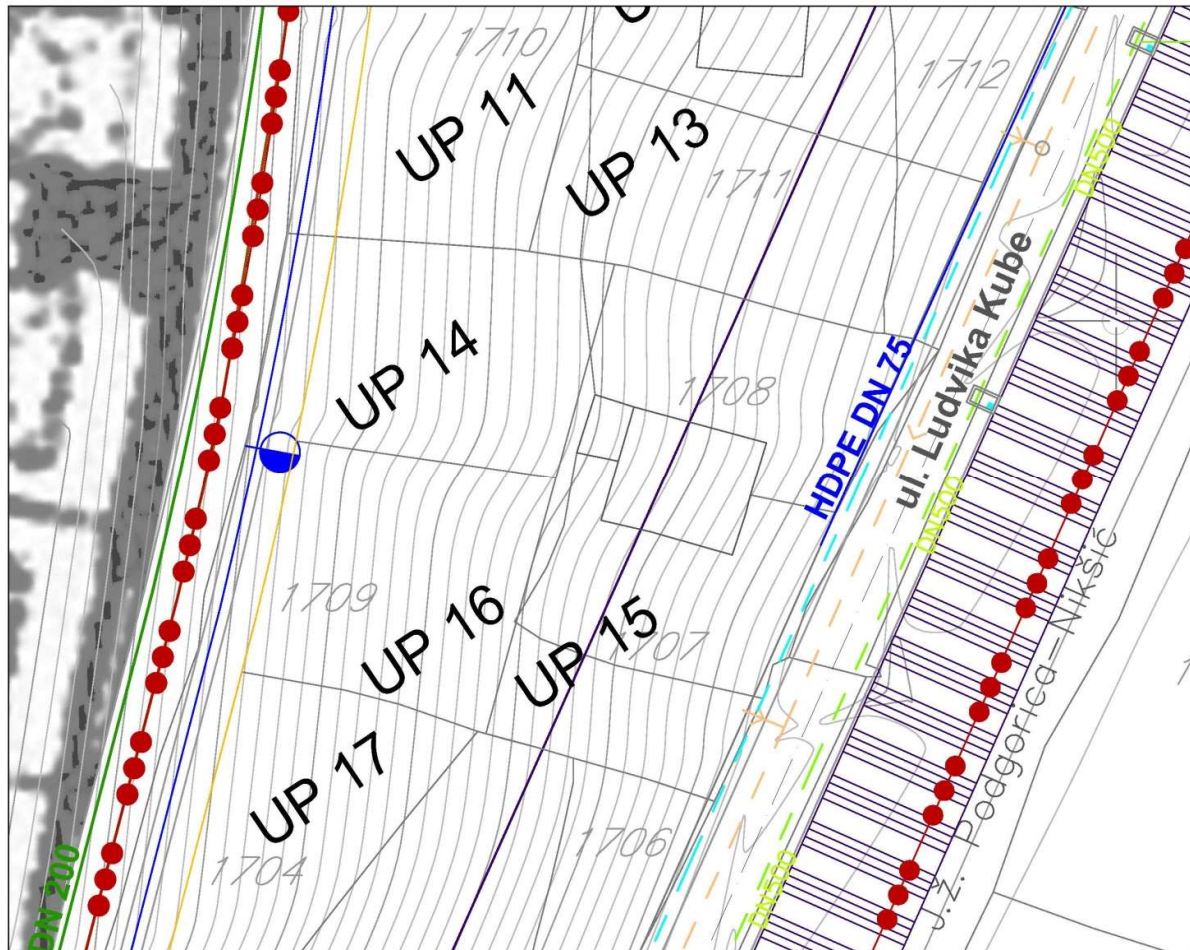 1710
1712
UP 11
UP 13
DN500
1711
ul. Ludvika Kube
UP 14
1708
HDPE DN 75
DN500
1709
UP 16
UP 15
1707
J.Ž. Podgorica–Nikšić
UP 17
1706
1704
DN 200
DN500